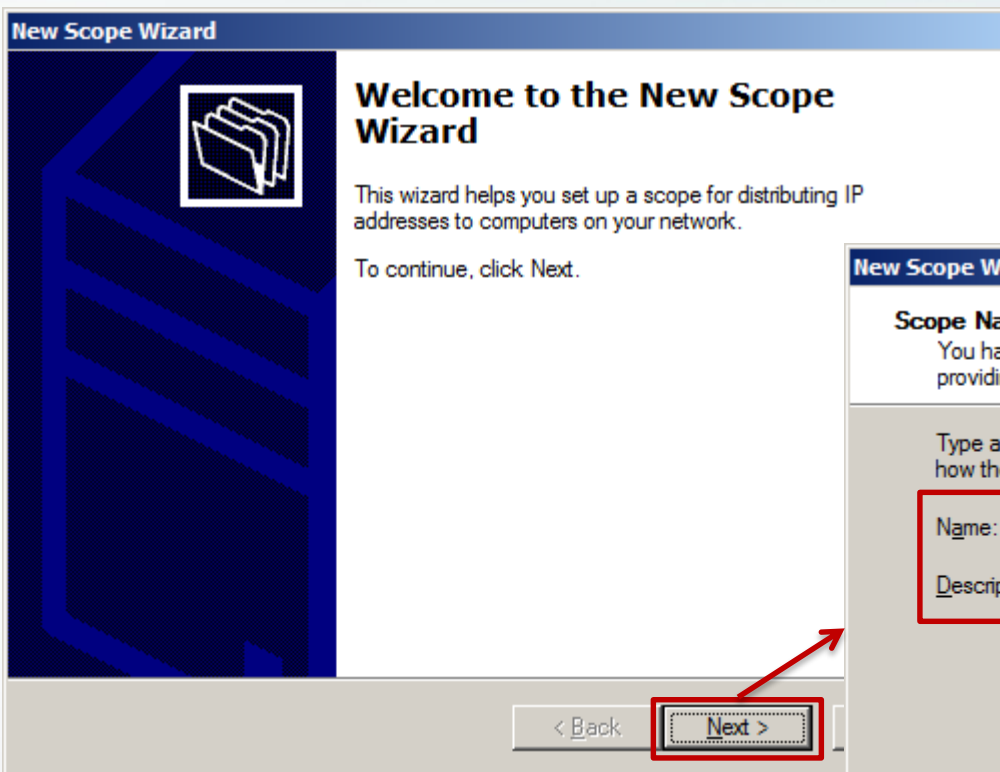 New Scope Wizard
Welcome to the New Scope
Wizard
This wizard helps you set up a scope for distributing IP
addresses to computers on your network.
To continue, click Next.
< Back
Next >
New Scope W
Scope Na
You ha
providi
Type a
how the
Name:
Descrip